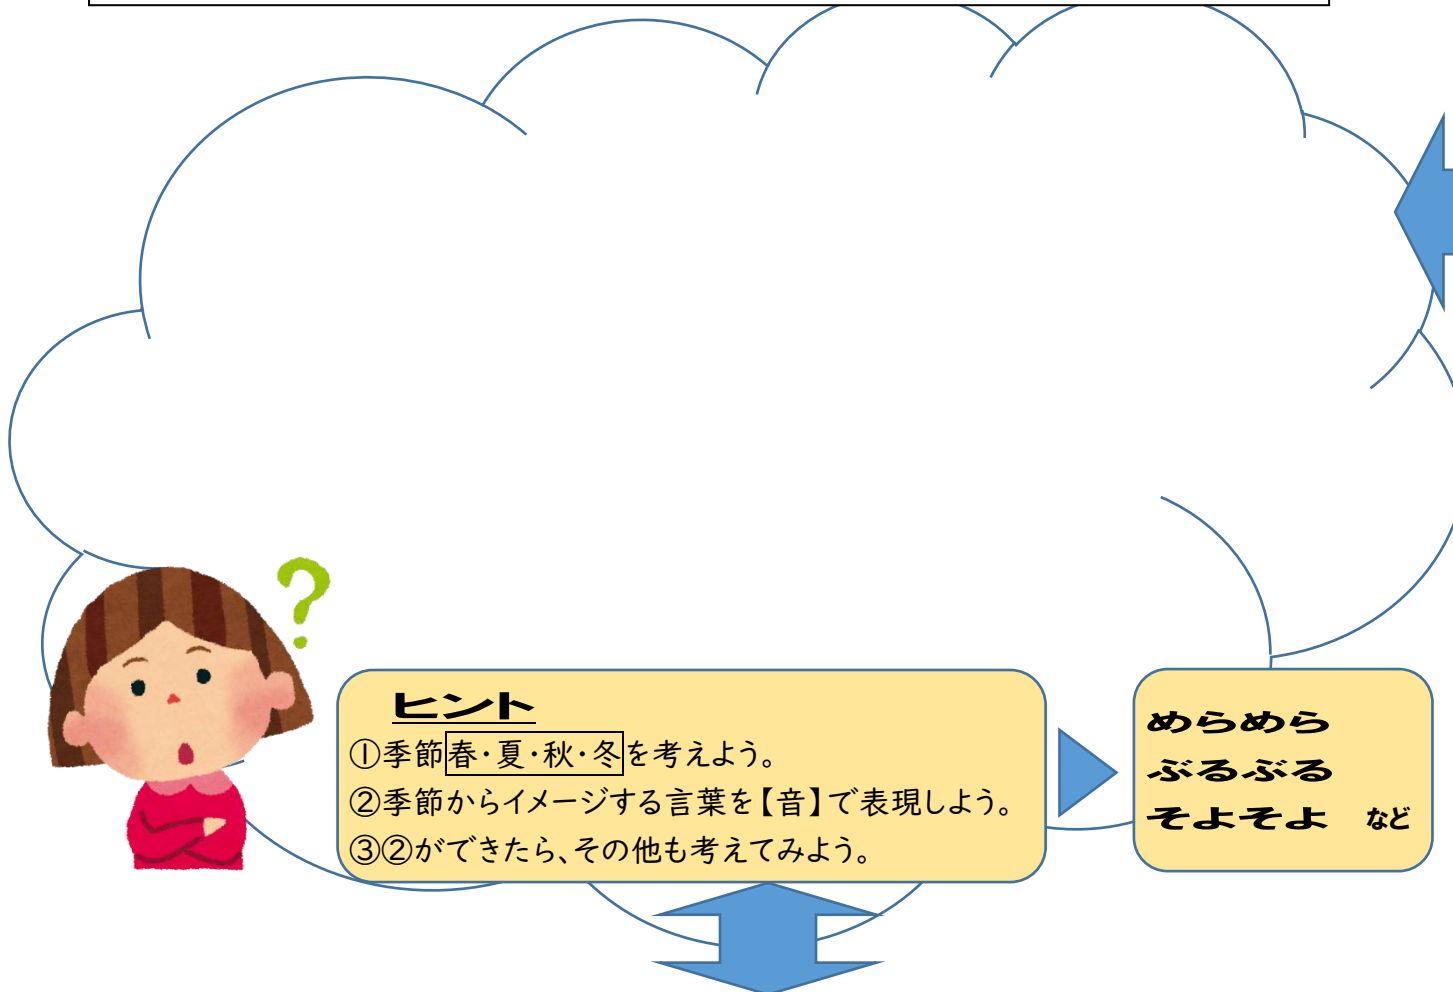 ヒント
①季節春・夏・秋・冬を考えよう。
②季節からイメージする言葉を【音】で表現しよう。
③②ができたら、その他も考えてみよう。
めらめら
ぶるぶる
そよそよ など
?